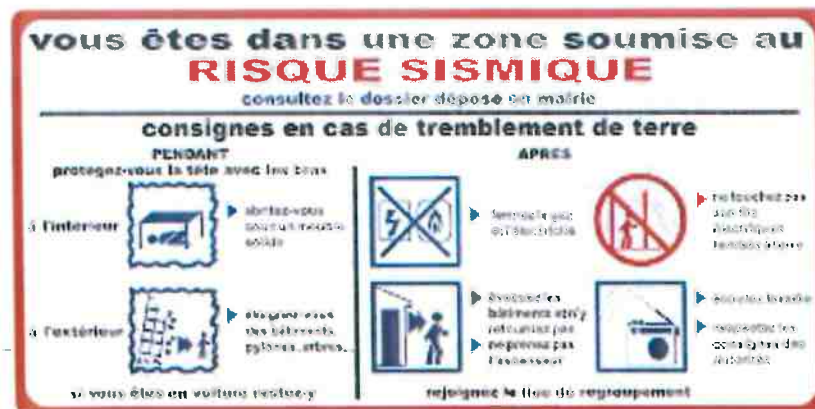 vous êtes dans une zone soumise au
RISQUE SISMIQUE
consultez le dossier déposé en mairie
consignes en cas de tremblement de terre
PENDANT
protégez-vous la tête avec les bras
à l'intérieur
abritez-vous
sous un meuble
solide
à l'extérieur
éloignez-vous
des bâtiments,
pylônes, arbres...
si vous êtes en voiture restez-y
APRÈS
fermez le gaz
et l'électricité
ne touchez pas
aux fils
électriques
tombés à terre
évacuez les
bâtiments et n'y
retournez pas
ne prenez pas
l'ascenseur
écoutez la radio
respectez les
consignes des
autorités
rejoignez le lieu de regroupement